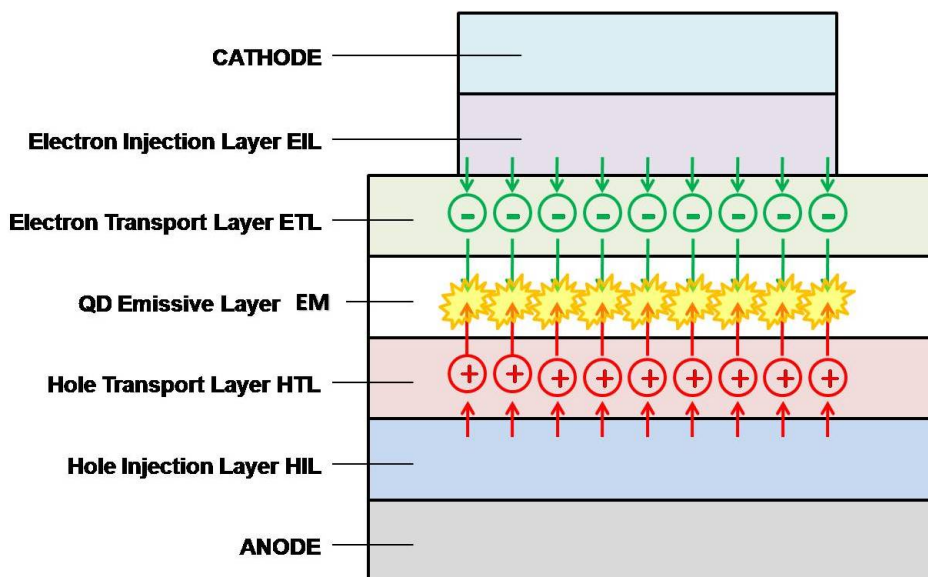 CATHODE
Electron Injection Layer EIL
Electron Transport Layer ETL
- - - - - - - - -
QD Emissive Layer EM
Hole Transport Layer HTL
+ + + + + + + + +
Hole Injection Layer HIL
ANODE